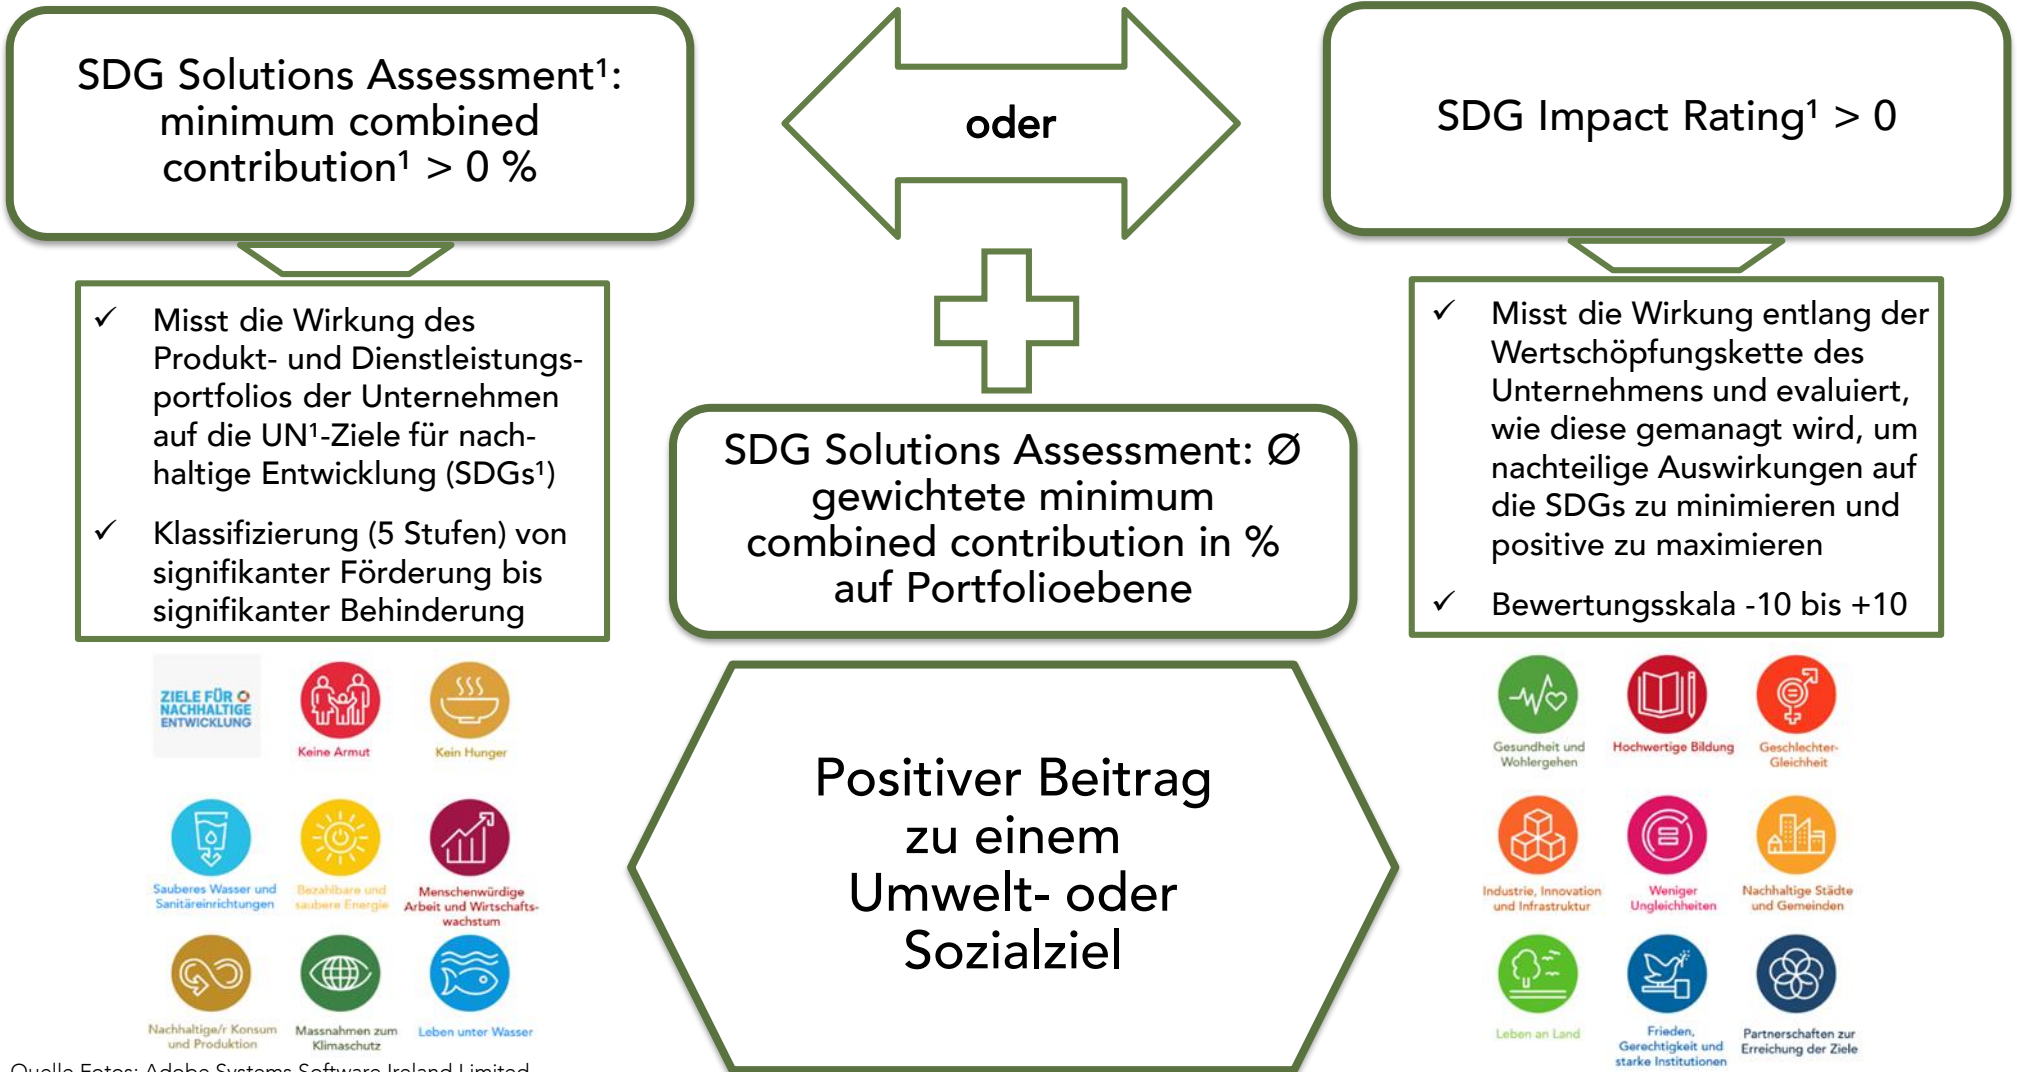 SDG Solutions Assessment¹:
minimum combined
contribution¹ > 0 %
oder
SDG Impact Rating¹ > 0
✓ Misst die Wirkung des
Produkt- und Dienstleistungs-
portfolios der Unternehmen
auf die UN¹-Ziele für nach-
haltige Entwicklung (SDGs¹)
✓ Klassifizierung (5 Stufen) von
signifikanter Förderung bis
signifikanter Behinderung
SDG Solutions Assessment: Ø
gewichtete minimum
combined contribution in %
auf Portfolioebene
✓ Misst die Wirkung entlang der
Wertschöpfungskette des
Unternehmens und evaluiert,
wie diese gemanagt wird, um
nachteilige Auswirkungen auf
die SDGs zu minimieren und
positive zu maximieren
✓ Bewertungsskala -10 bis +10
ZIELE FÜR
NACHHALTIGE
ENTWICKLUNG
Keine Armut
Kein Hunger
Sauberes Wasser und
Sanitäreinrichtungen
Bezahlbare und
saubere Energie
Menschenwürdige
Arbeit und Wirtschafts-
wachstum
Nachhaltige/r Konsum
und Produktion
Massnahmen zum
Klimaschutz
Leben unter Wasser
Positiver Beitrag
zu einem
Umwelt- oder
Sozialziel
Gesundheit und
Wohlergehen
Hochwertige Bildung
Geschlechter-
Gleichheit
Industrie, Innovation
und Infrastruktur
Weniger
Ungleichheiten
Nachhaltige Städte
und Gemeinden
Leben an Land
Frieden,
Gerechtigkeit und
starke Institutionen
Partnerschaften zur
Erreichung der Ziele
Quelle Fotos: Adobe Systems Software Ireland Limited